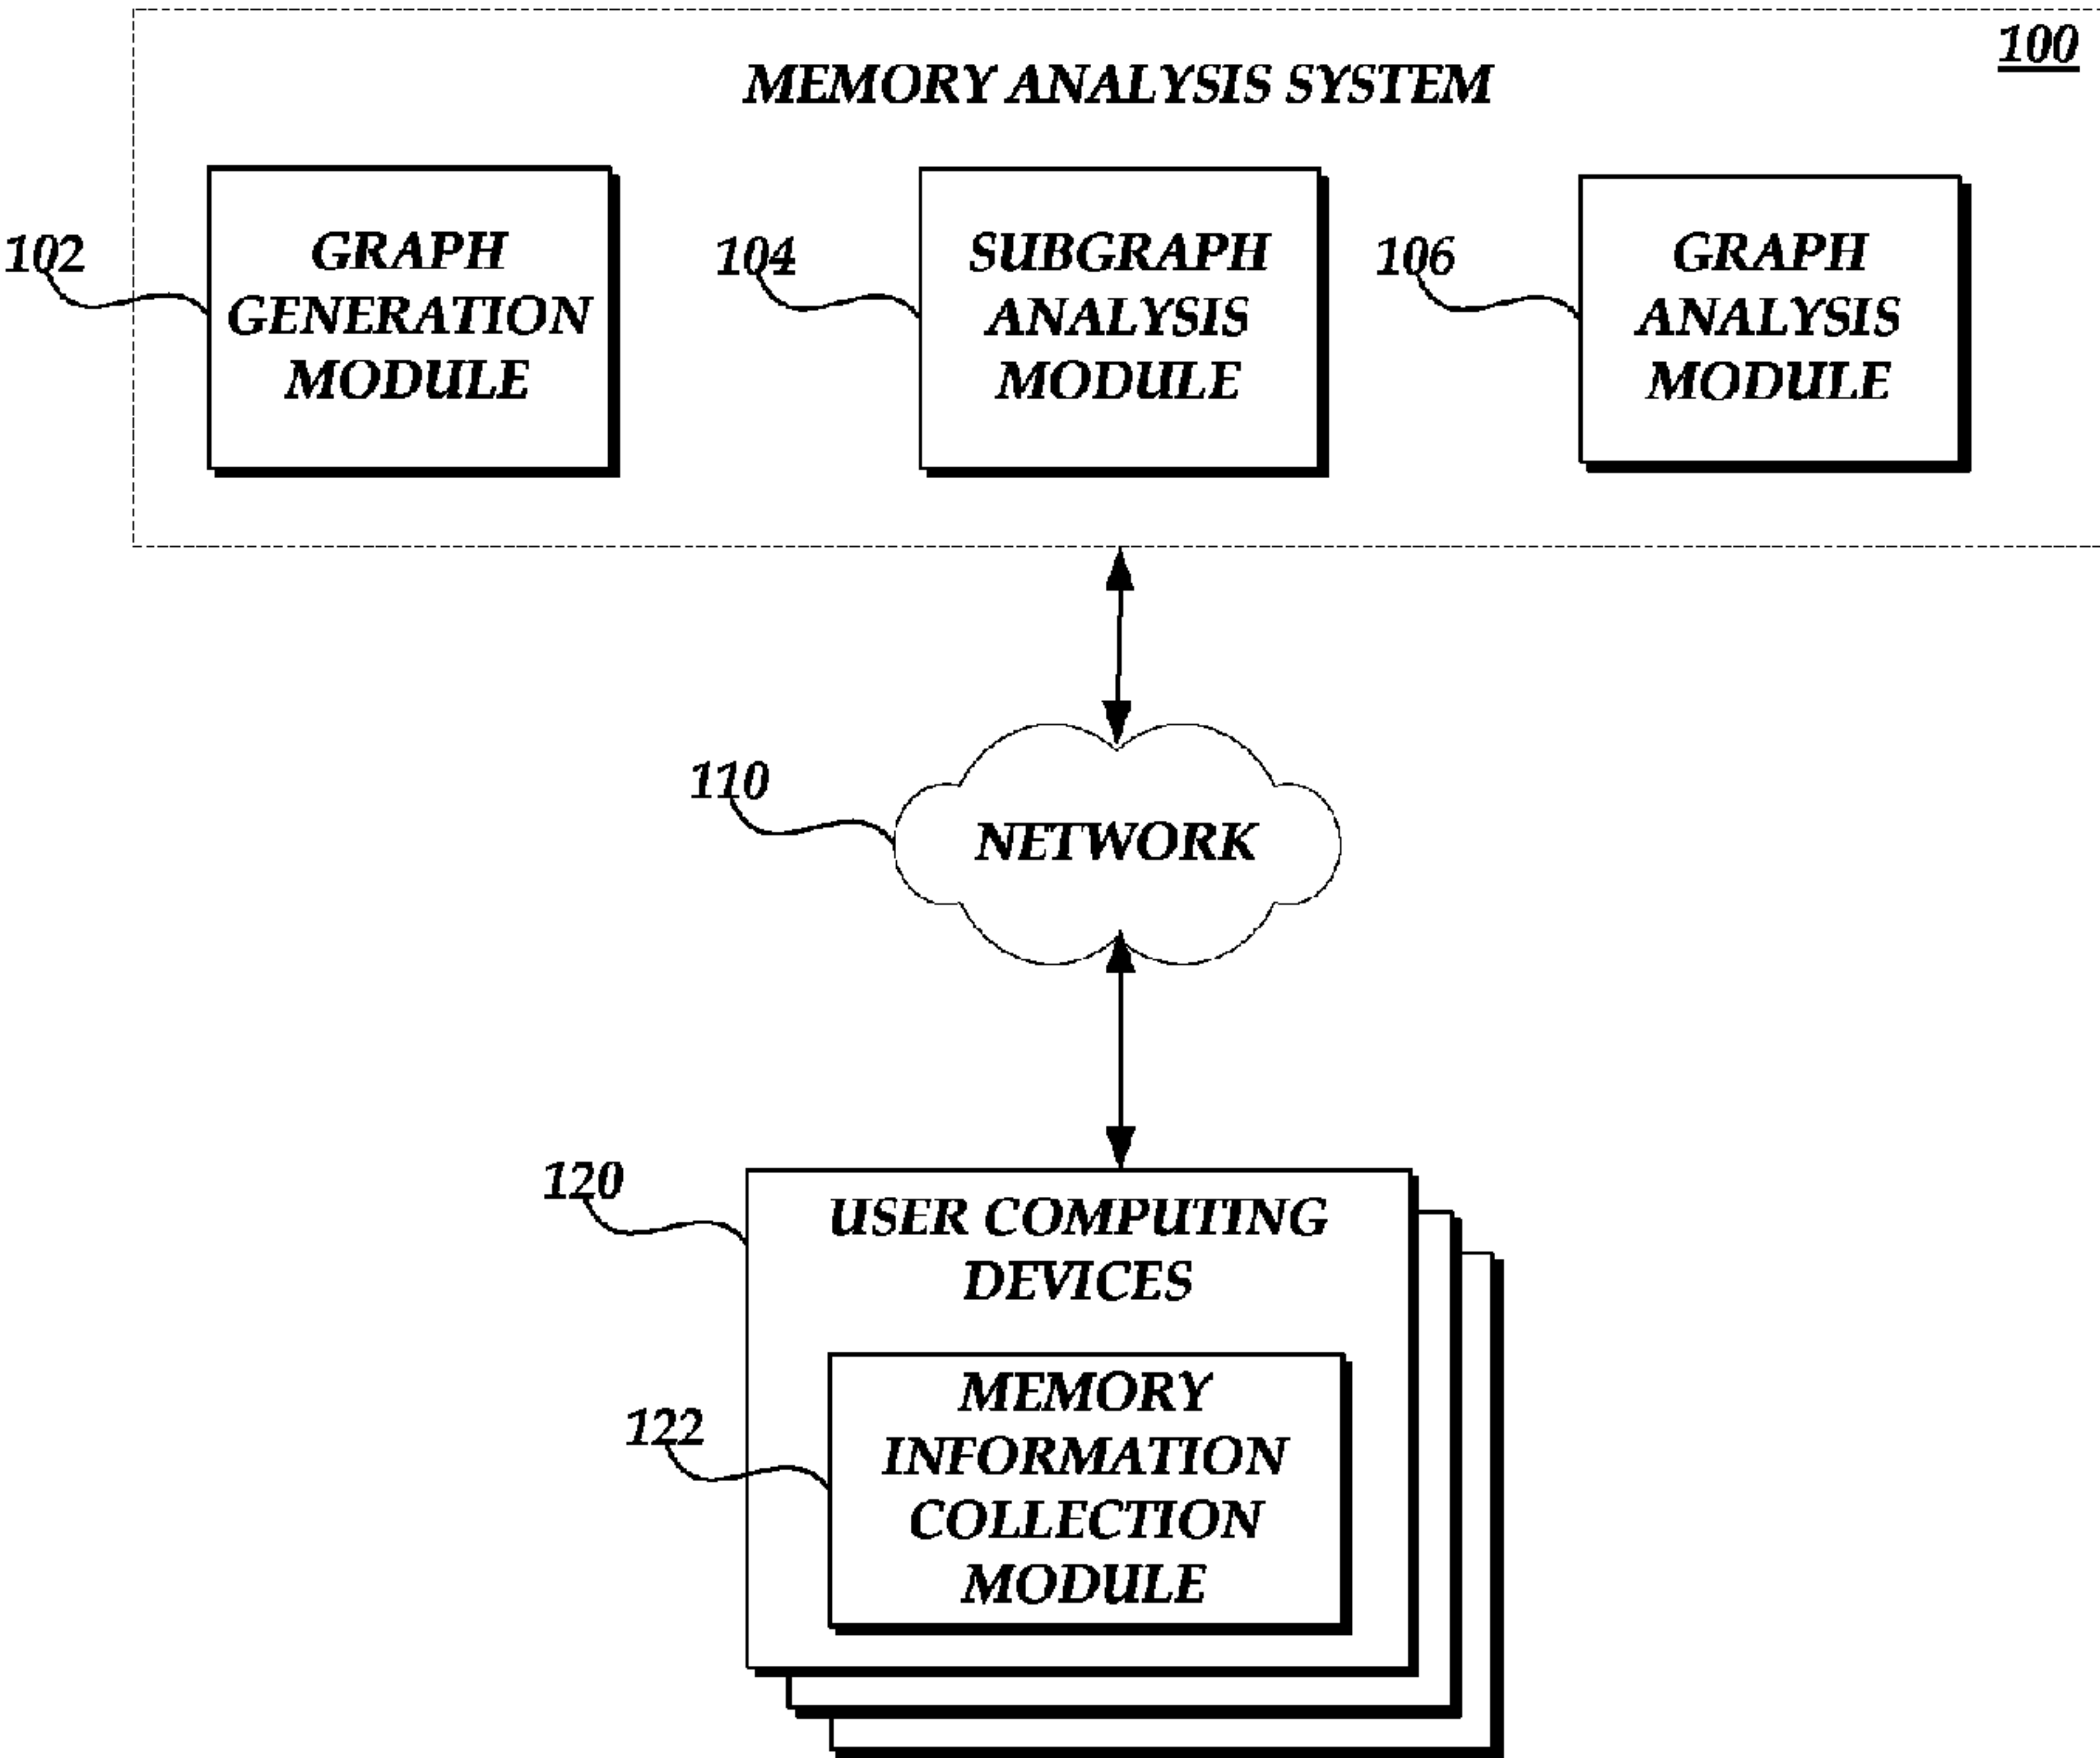 100
MEMORY ANALYSIS SYSTEM
102
GRAPH
GENERATION
MODULE
104
SUBGRAPH
ANALYSIS
MODULE
106
GRAPH
ANALYSIS
MODULE
110
NETWORK
120
USER COMPUTING
DEVICES
122
MEMORY
INFORMATION
COLLECTION
MODULE